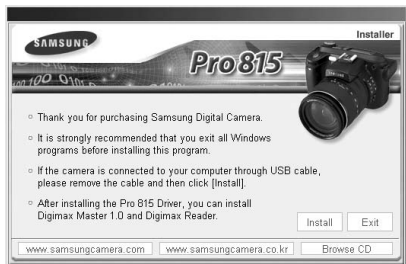 Installer
SAMSUNG
Pro 815
Thank you for purchasing Samsung Digital Camera.
It is strongly recommended that you exit all Windows
programs before installing this program.
If the camera is connected to your computer through USB cable,
please remove the cable and then click [Install].
After installing the Pro 815 Driver, you can install
Digimax Master 1.0 and Digimax Reader.
Install Exit
www.samsungcamera.com www.samsungcamera.co.kr Browse CD